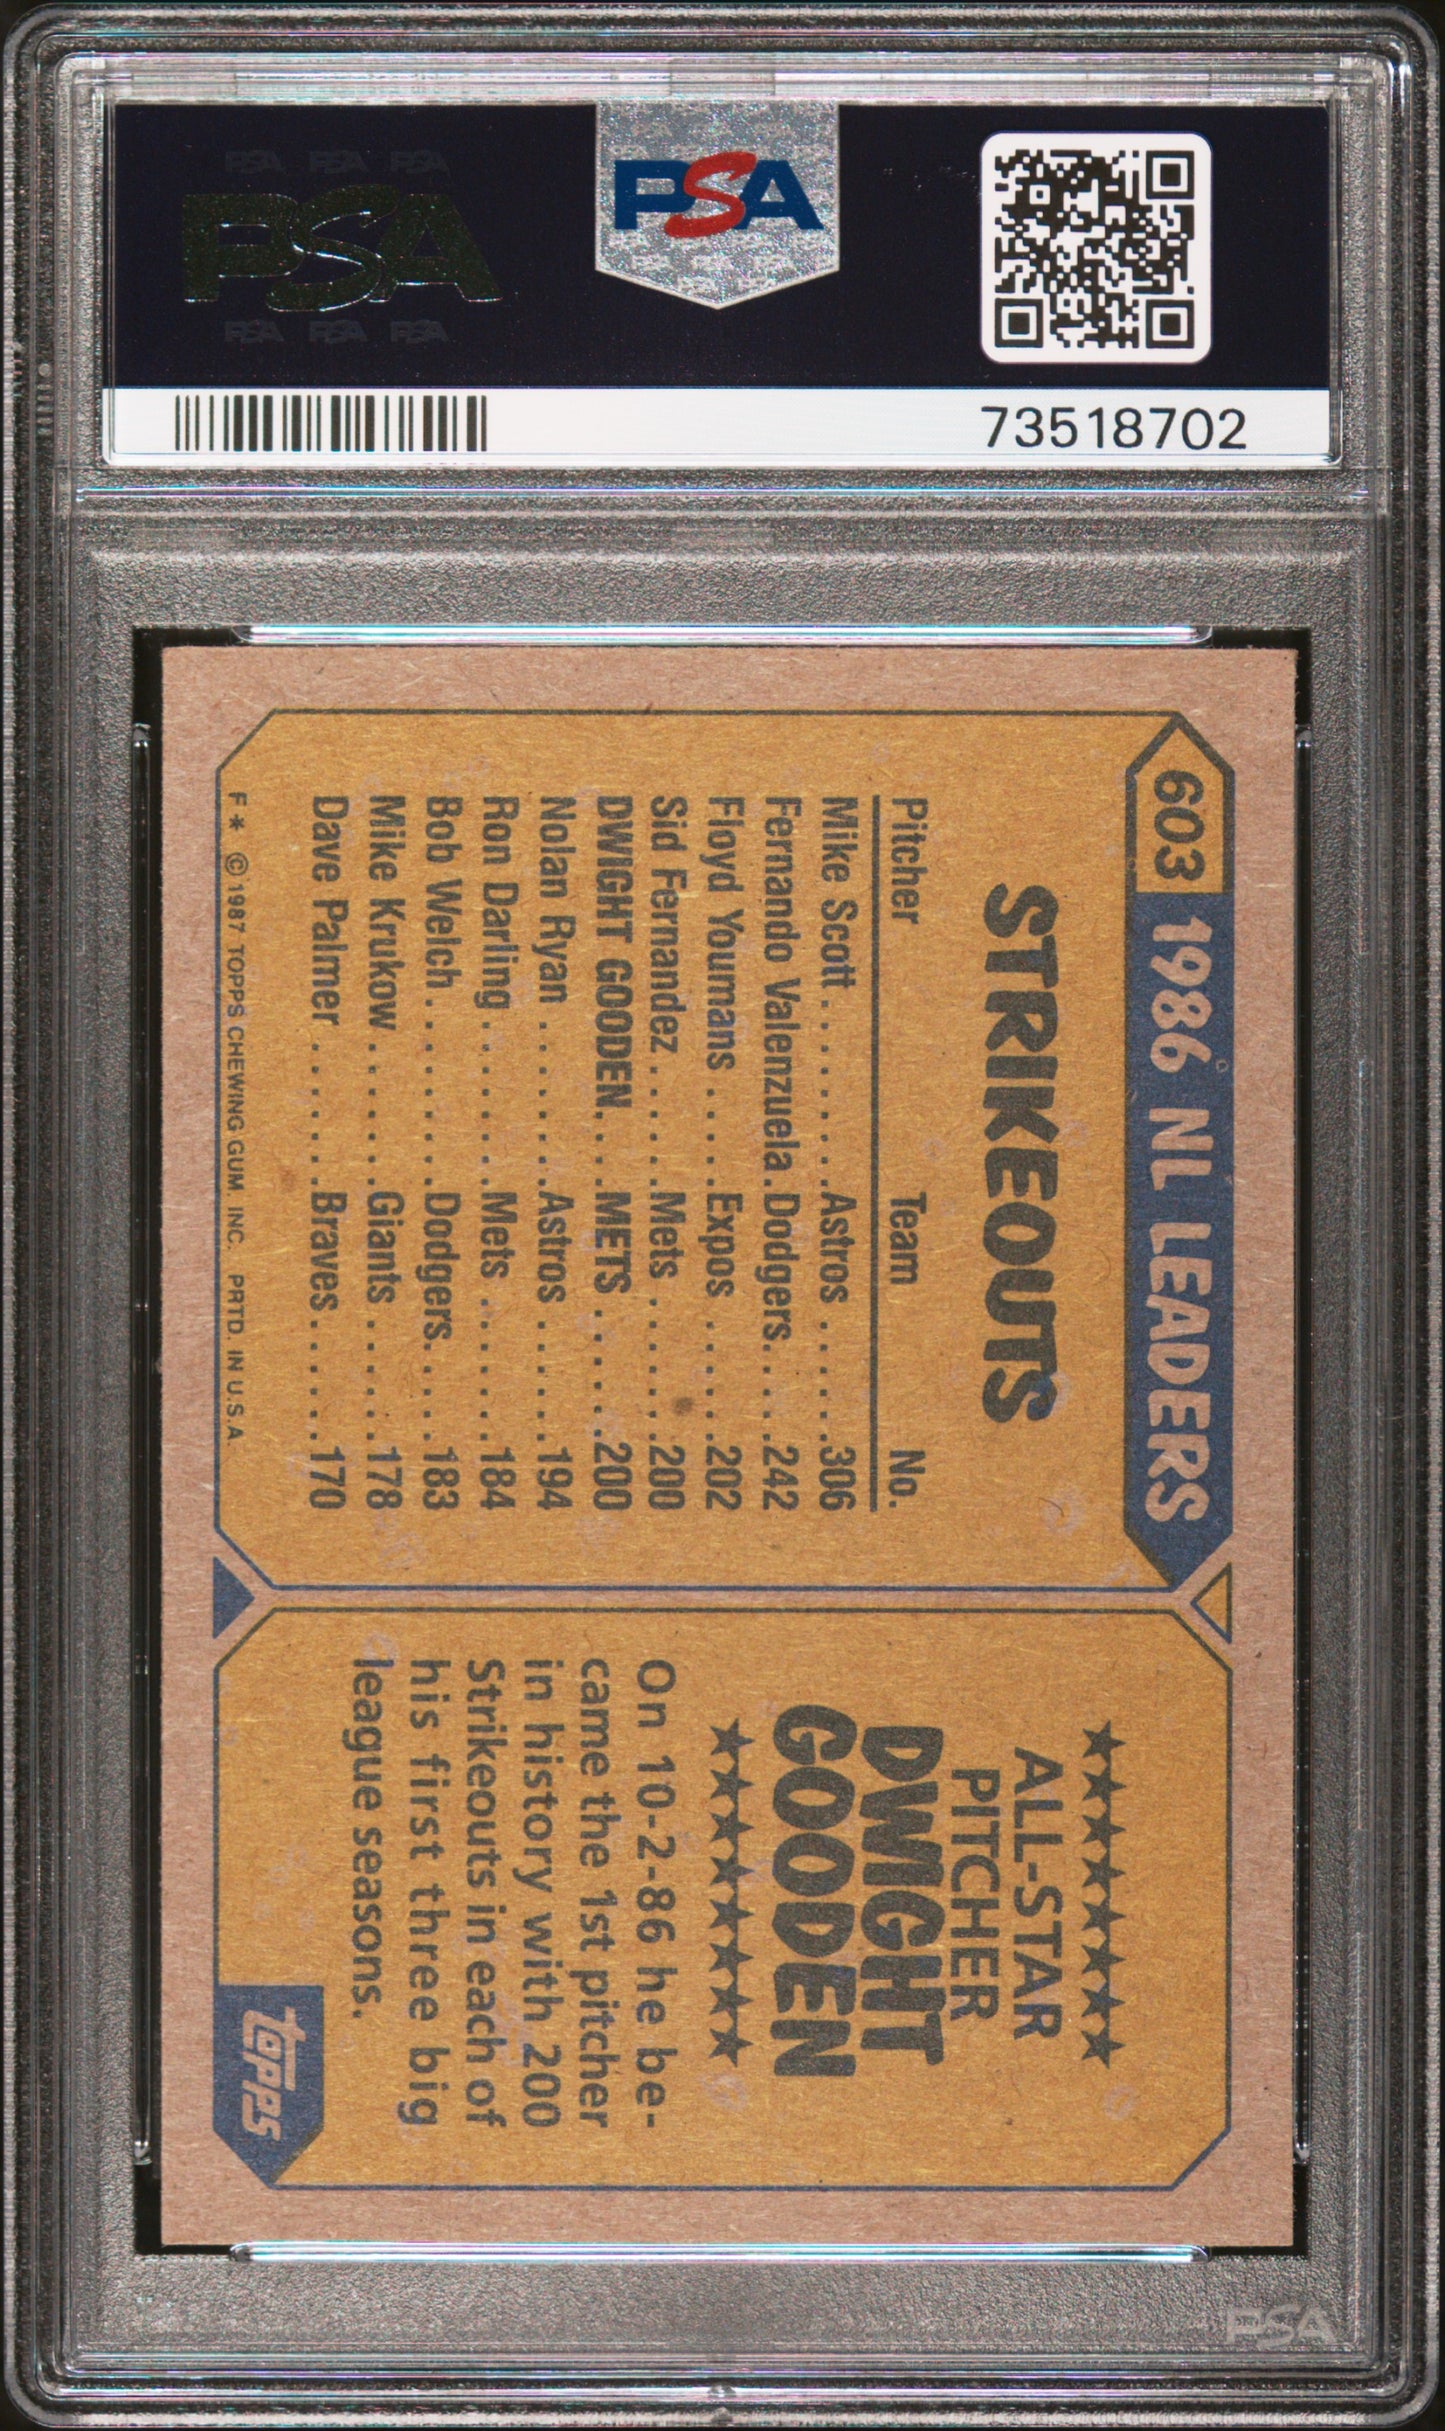 PSA PSA PSA
PSA
PSA PSA PSA
PSA
73518702
603 1986 NL LEADERS
STRIKEOUTS
Pitcher Team No.
Mike Scott . . . . . . . . Astros . . . . . . 306
Fernando Valenzuela . Dodgers . . . . 242
Floyd Youmans . . . . . Expos . . . . . . 202
Sid Fernandez . . . . . . Mets . . . . . . . 200
DWIGHT GOODEN . . . METS . . . . . . 200
Nolan Ryan . . . . . . . . Astros . . . . . . 194
Ron Darling . . . . . . . . Mets . . . . . . . 184
Bob Welch . . . . . . . . . Dodgers . . . . 183
Mike Krukow . . . . . . . Giants . . . . . . 178
Dave Palmer . . . . . . . Braves . . . . . . 170
F* © 1987 TOPPS CHEWING GUM, INC. PRTD. IN U.S.A.
★★★★★★★
ALL-STAR
PITCHER
DWIGHT
GOODEN
★★★★★★★
On 10-2-86 he be-
came the 1st pitcher
in history with 200
Strikeouts in each of
his first three big
league seasons.
topps
PSA